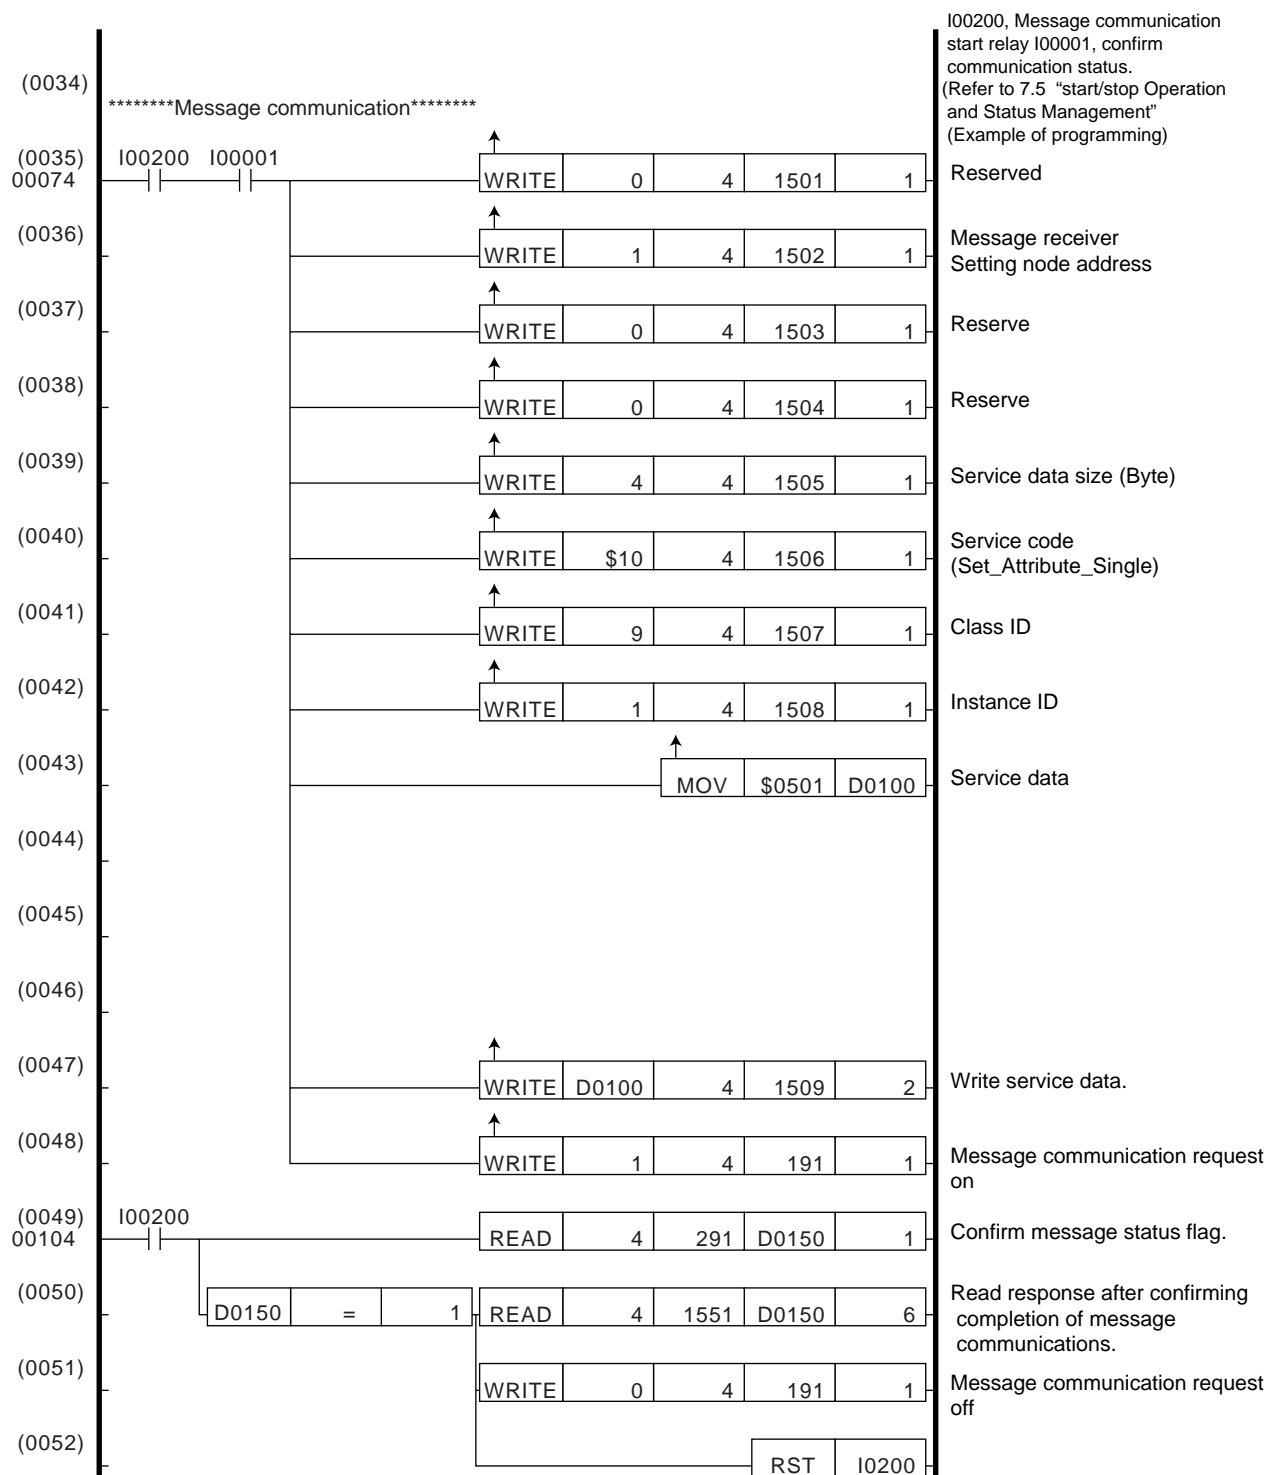 I00200, Message communication
start relay I00001, confirm
communication status.
(Refer to 7.5 “start/stop Operation
and Status Management”
(Example of programming)
(0034)
********Message communication********
(0035)
00074
I00200 I00001
WRITE 0 4 1501 1
Reserved
(0036)
WRITE 1 4 1502 1
Message receiver
Setting node address
(0037)
WRITE 0 4 1503 1
Reserve
(0038)
WRITE 0 4 1504 1
Reserve
(0039)
WRITE 4 4 1505 1
Service data size (Byte)
(0040)
WRITE $10 4 1506 1
Service code
(Set_Attribute_Single)
(0041)
WRITE 9 4 1507 1
Class ID
(0042)
WRITE 1 4 1508 1
Instance ID
(0043)
MOV $0501 D0100
Service data
(0044)
(0045)
(0046)
(0047)
WRITE D0100 4 1509 2
Write service data.
(0048)
WRITE 1 4 191 1
Message communication request
on
(0049)
00104
I00200
READ 4 291 D0150 1
Confirm message status flag.
(0050)
D0150 = 1
READ 4 1551 D0150 6
Read response after confirming
completion of message
communications.
(0051)
WRITE 0 4 191 1
Message communication request
off
(0052)
RST I0200